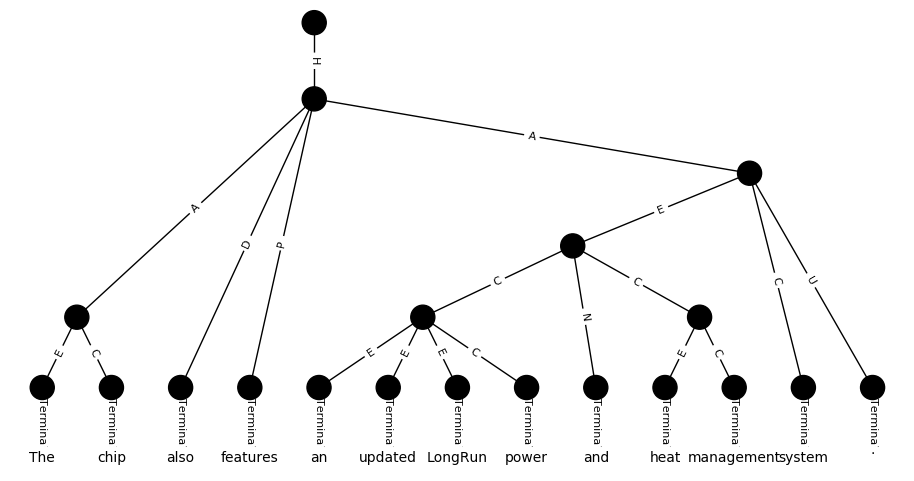 H
A
A
E
D
P
C
C
C
U
N
E
C
E
E
E
C
E
C
Termina Termina Termina Termina Termina Termina Termina Termina Termina Termina Termina Termina Termina
The chip also features an updated LongRun power and heat management system .